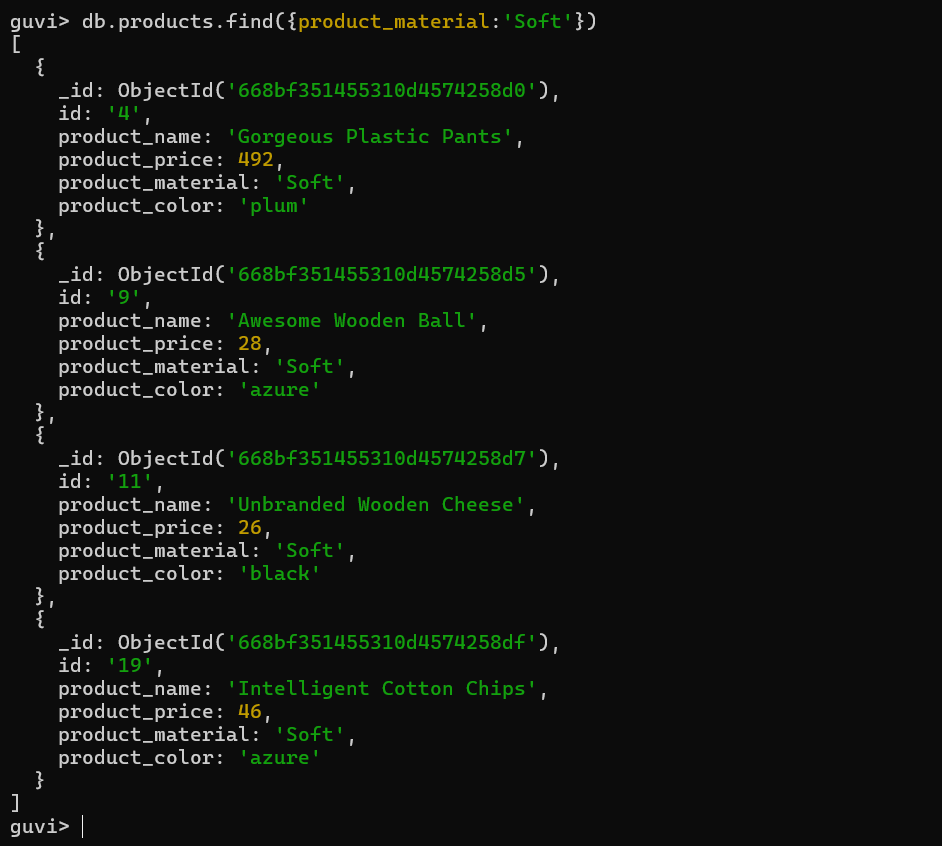 guvi> db.products.find({product_material:'Soft'})
[
  {
    _id: ObjectId('668bf351455310d4574258d0'),
    id: '4',
    product_name: 'Gorgeous Plastic Pants',
    product_price: 492,
    product_material: 'Soft',
    product_color: 'plum'
  },
  {
    _id: ObjectId('668bf351455310d4574258d5'),
    id: '9',
    product_name: 'Awesome Wooden Ball',
    product_price: 28,
    product_material: 'Soft',
    product_color: 'azure'
  },
  {
    _id: ObjectId('668bf351455310d4574258d7'),
    id: '11',
    product_name: 'Unbranded Wooden Cheese',
    product_price: 26,
    product_material: 'Soft',
    product_color: 'black'
  },
  {
    _id: ObjectId('668bf351455310d4574258df'),
    id: '19',
    product_name: 'Intelligent Cotton Chips',
    product_price: 46,
    product_material: 'Soft',
    product_color: 'azure'
  }
]
guvi>